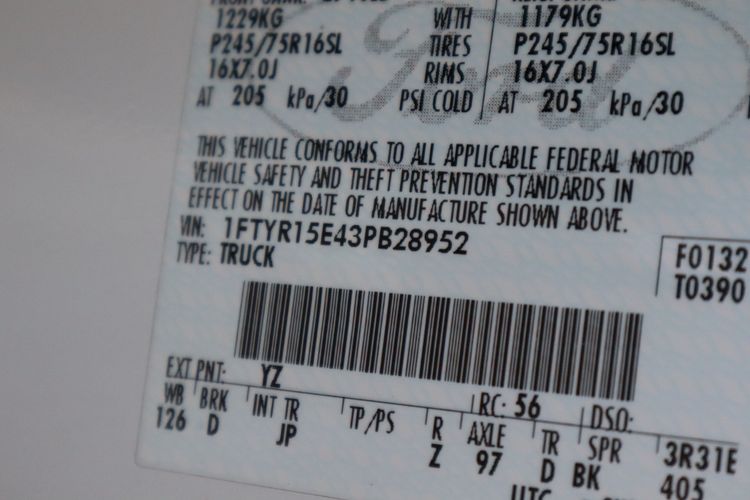 1229KG WITH 1179KG
P245/75R16SL TIRES P245/75R16SL
16X7.0J RIMS 16X7.0J
AT 205 kPa/30 PSI COLD AT 205 kPa/30
Ford
THIS VEHICLE CONFORMS TO ALL APPLICABLE FEDERAL MOTOR
VEHICLE SAFETY AND THEFT PREVENTION STANDARDS IN
EFFECT ON THE DATE OF MANUFACTURE SHOWN ABOVE.
VIN: 1FTYR15E43PB28952
TYPE: TRUCK
F0132
T0390
EXT PNT: YZ
RC: 56 DSO:
WB BRK INT TR TP/PS R AXLE TR SPR 3R31E
126 D JP Z 97 D BK 405
UTC